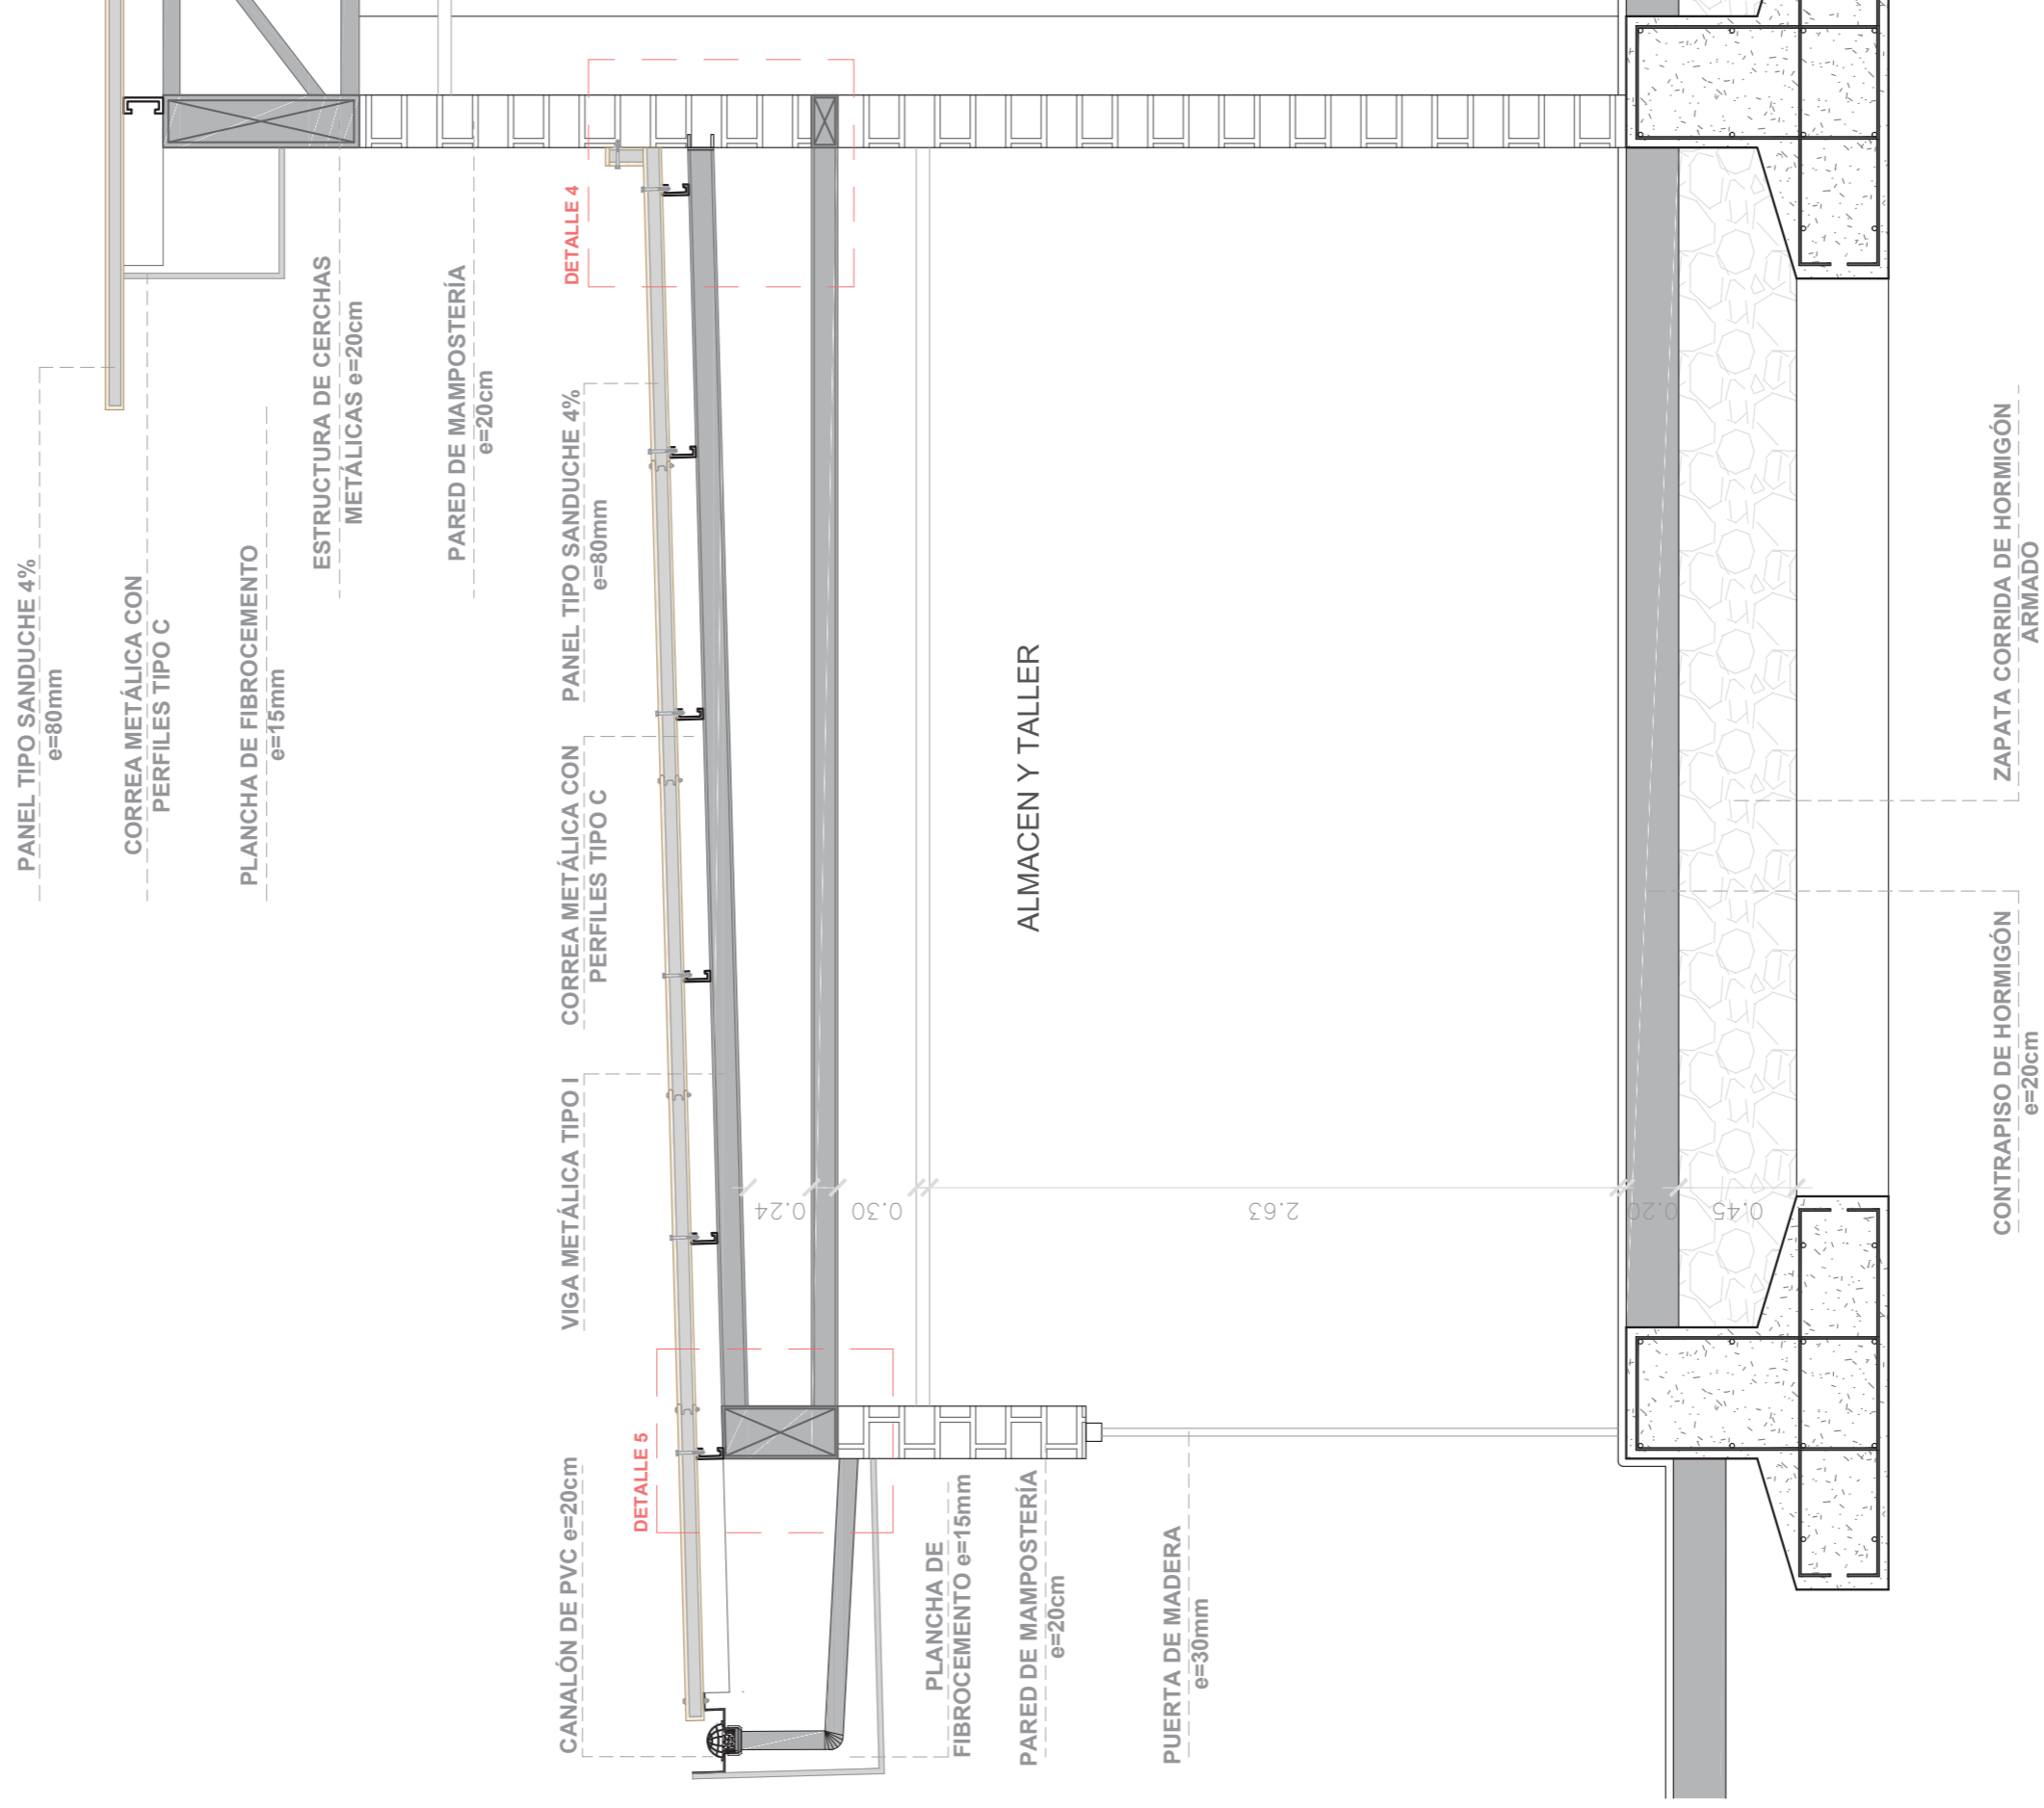 PANEL TIPO SANDUCHE 4%
e=80mm
CORREA METÁLICA CON
PERFILES TIPO C
PLANCHA DE FIBROCEMENTO
e=15mm
ESTRUCTURA DE CERCHAS
METÁLICAS e=20cm
PARED DE MAMPOSTERÍA
e=20cm
DETALLE 4
PANEL TIPO SANDUCHE 4%
e=80mm
CORREA METÁLICA CON
PERFILES TIPO C
VIGA METÁLICA TIPO I
CANALÓN DE PVC e=20cm
DETALLE 5
0.24
0.30
2.63
0.20
0.45
ALMACEN Y TALLER
PLANCHA DE
FIBROCEMENTO e=15mm
PARED DE MAMPOSTERÍA
e=20cm
PUERTA DE MADERA
e=30mm
ZAPATA CORRIDA DE HORMIGÓN
ARMADO
CONTRAPISO DE HORMIGÓN
e=20cm